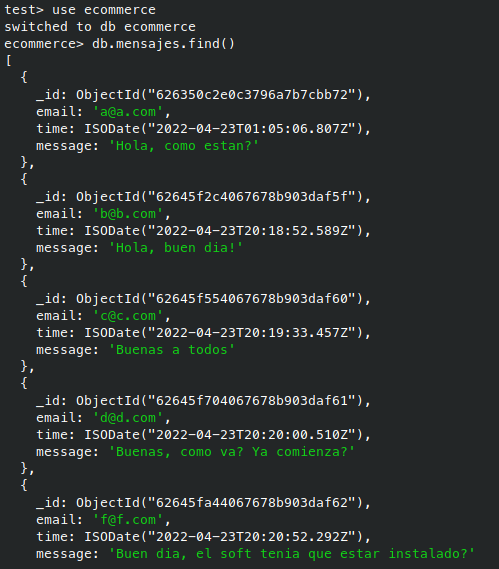 test> use ecommerce
switched to db ecommerce
ecommerce> db.mensajes.find()
[
  {
    _id: ObjectId("626350c2e0c3796a7b7cbb72"),
    email: 'a@a.com',
    time: ISODate("2022-04-23T01:05:06.807Z"),
    message: 'Hola, como estan?'
  },
  {
    _id: ObjectId("62645f2c4067678b903daf5f"),
    email: 'b@b.com',
    time: ISODate("2022-04-23T20:18:52.589Z"),
    message: 'Hola, buen dia!'
  },
  {
    _id: ObjectId("62645f554067678b903daf60"),
    email: 'c@c.com',
    time: ISODate("2022-04-23T20:19:33.457Z"),
    message: 'Buenas a todos'
  },
  {
    _id: ObjectId("62645f704067678b903daf61"),
    email: 'd@d.com',
    time: ISODate("2022-04-23T20:20:00.510Z"),
    message: 'Buenas, como va? Ya comienza?'
  },
  {
    _id: ObjectId("62645fa44067678b903daf62"),
    email: 'f@f.com',
    time: ISODate("2022-04-23T20:20:52.292Z"),
    message: 'Buen dia, el soft tenia que estar instalado?'